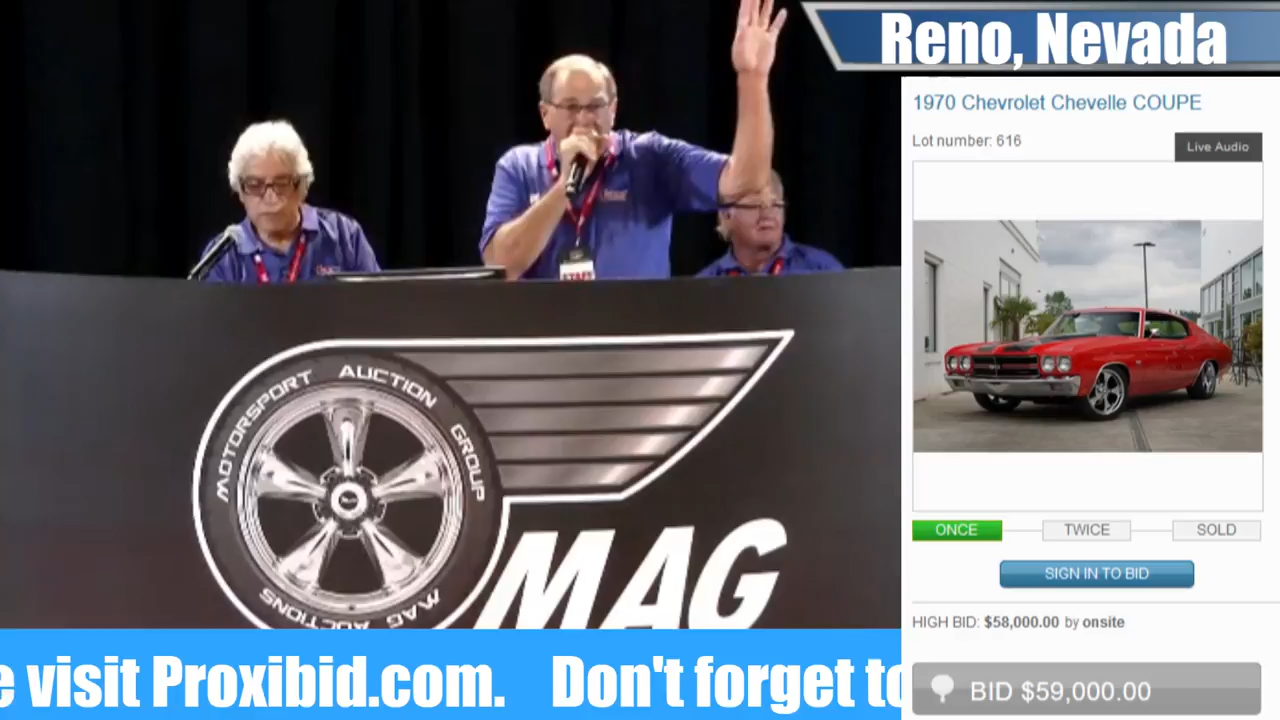 Reno, Nevada
1970 Chevrolet Chevelle COUPE
Lot number: 616
Live Audio
STAFF
MOTORSPORT AUCTION GROUP
MAG AUCTIONS
MAG
ONCE
TWICE
SOLD
SIGN IN TO BID
HIGH BID: $58,000.00 by onsite
BID $59,000.00
e visit Proxibid.com. Don't forget to